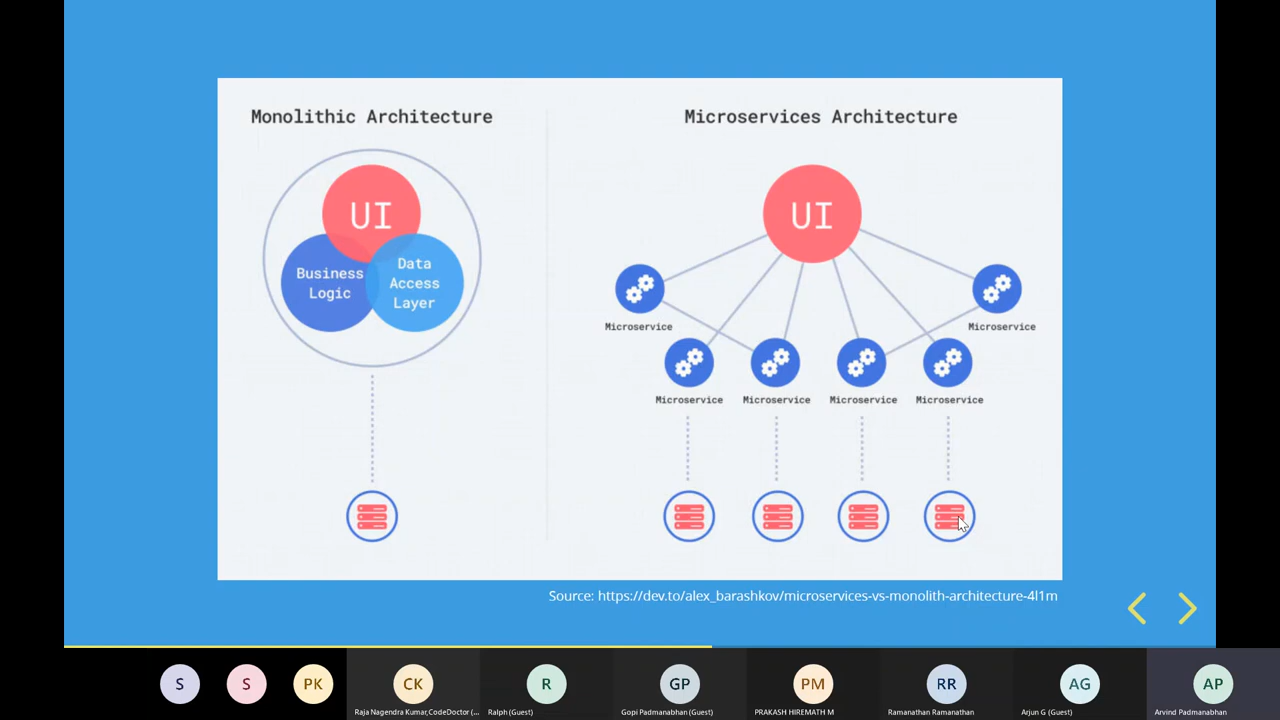 Monolithic Architecture
Microservices Architecture
UI
Business
Logic
Data
Access
Layer
UI
Microservice
Microservice
Microservice
Microservice
Microservice
Microservice
Source: https://dev.to/alex_barashkov/microservices-vs-monolith-architecture-4l1m
S
S
PK
CK
R
GP
PM
RR
AG
AP
Raja Nagendra Kumar,CodeDoctor (...
Ralph (Guest)
Gopi Padmanabhan (Guest)
PRAKASH HIREMATH M
Ramanathan Ramanathan
Arjun G (Guest)
Arvind Padmanabhan